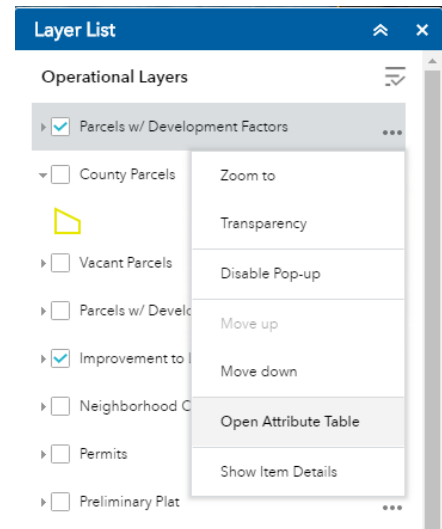 Layer List
Operational Layers
Parcels w/ Development Factors
County Parcels
Zoom to
Transparency
Vacant Parcels
Disable Pop-up
Parcels w/ Develo
Move up
Improvement to
Move down
Neighborhood C
Open Attribute Table
Permits
Show Item Details
Preliminary Plat